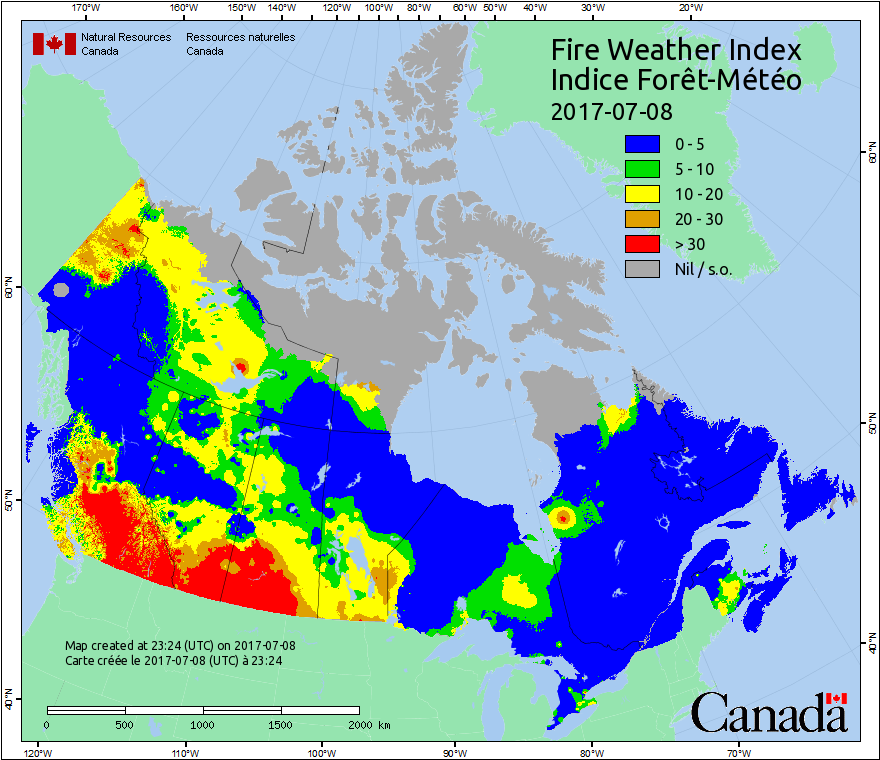 170°W 160°W 150°W 140°W 120°W 100°W 80°W 60°W 50°W 40°W 30°W 20°W
Natural Resources Ressources naturelles
Canada Canada
Fire Weather Index
Indice Forêt-Météo
2017-07-08
0 - 5
5 - 10
10 - 20
20 - 30
> 30
Nil / s.o.
60°N
60°N
50°N
50°N
40°N
40°N
Map created at 23:24 (UTC) on 2017-07-08
Carte créée le 2017-07-08 (UTC) à 23:24
0 500 1000 1500 2000 km
Canada
120°W 110°W 100°W 90°W 80°W 70°W